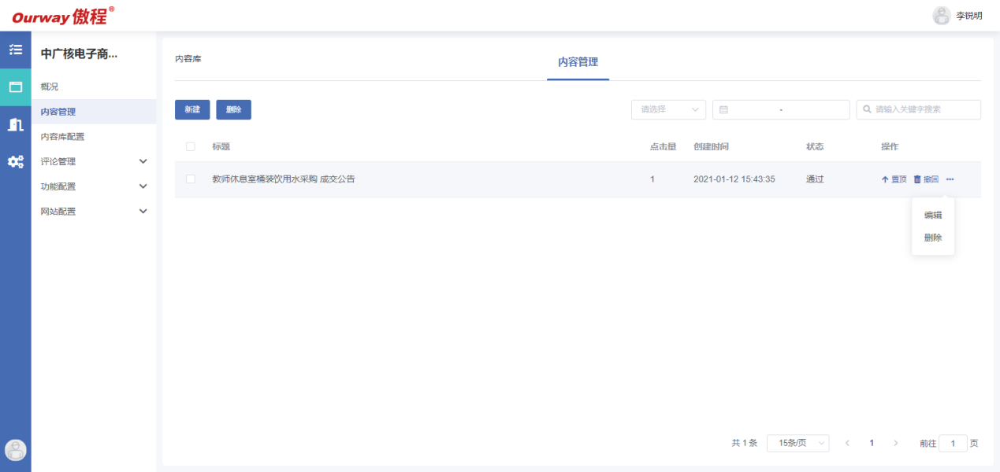 Ourway 傲程®
李锐明
中广核电子商...
概况
内容管理
内容库配置
评论管理
功能配置
网站配置
内容库
内容管理
新建 删除
请选择 - 请输入关键字搜索
标题 点击量 创建时间 状态 操作
教师休息室桶装饮用水采购 成交公告 1 2021-01-12 15:43:35 通过 置顶 撤回 ...
编辑
删除
共 1 条 15条/页 < 1 > 前往 1 页